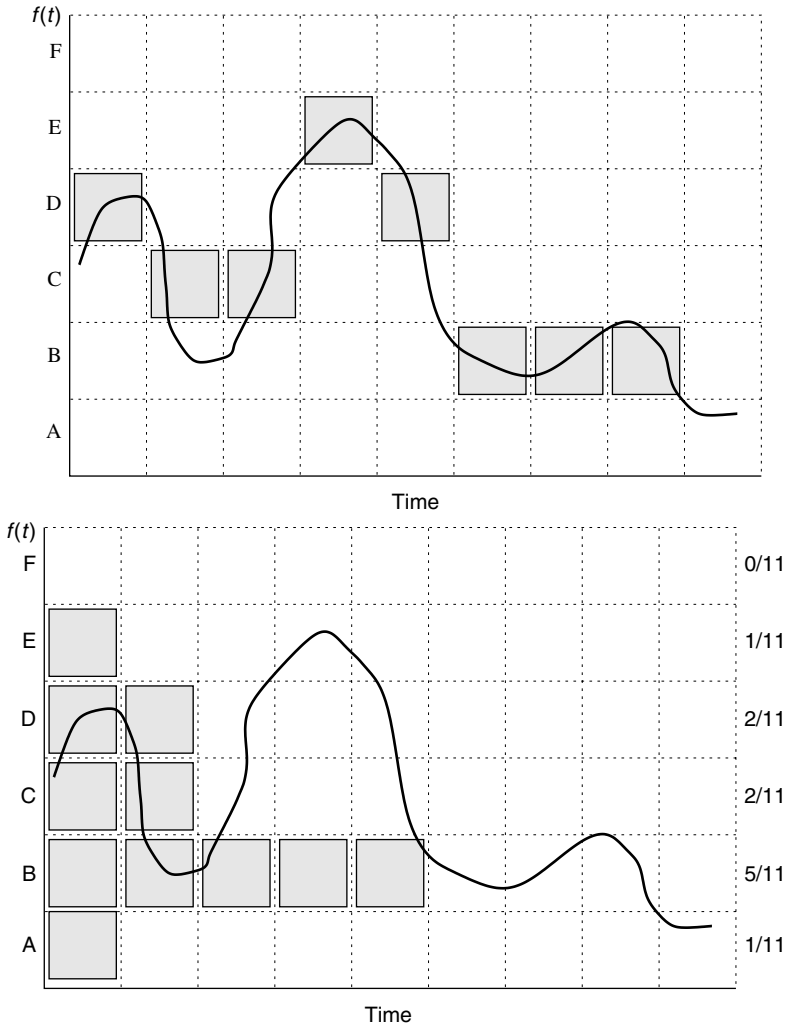 f(t)
F
E
D
C
B
A
Time
f(t)
F 0/11
E 1/11
D 2/11
C 2/11
B 5/11
A 1/11
Time